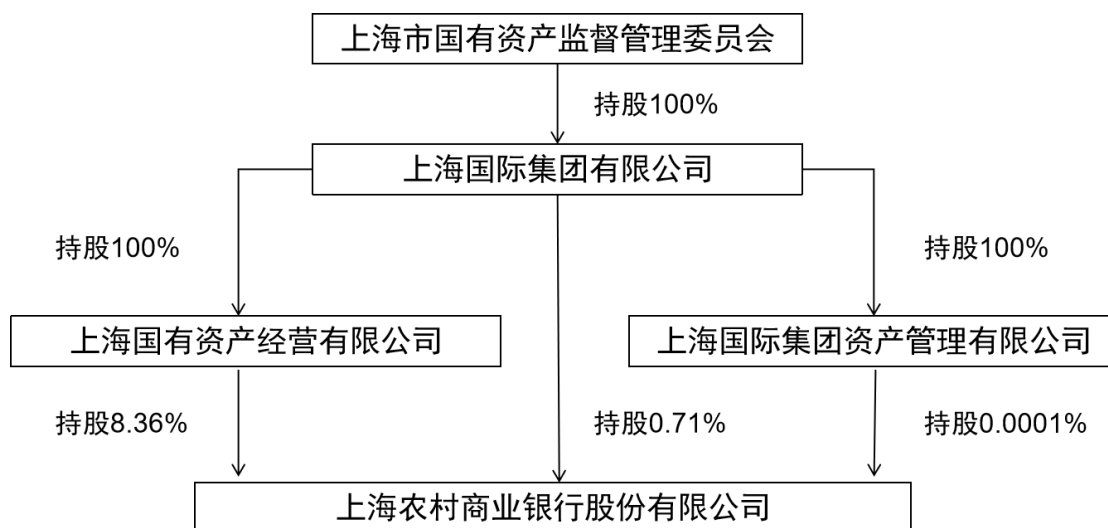 上海市国有资产监督管理委员会
持股100%
上海国际集团有限公司
持股100%
持股100%
上海国有资产经营有限公司
上海国际集团资产管理有限公司
持股8.36%
持股0.71%
持股0.0001%
上海农村商业银行股份有限公司